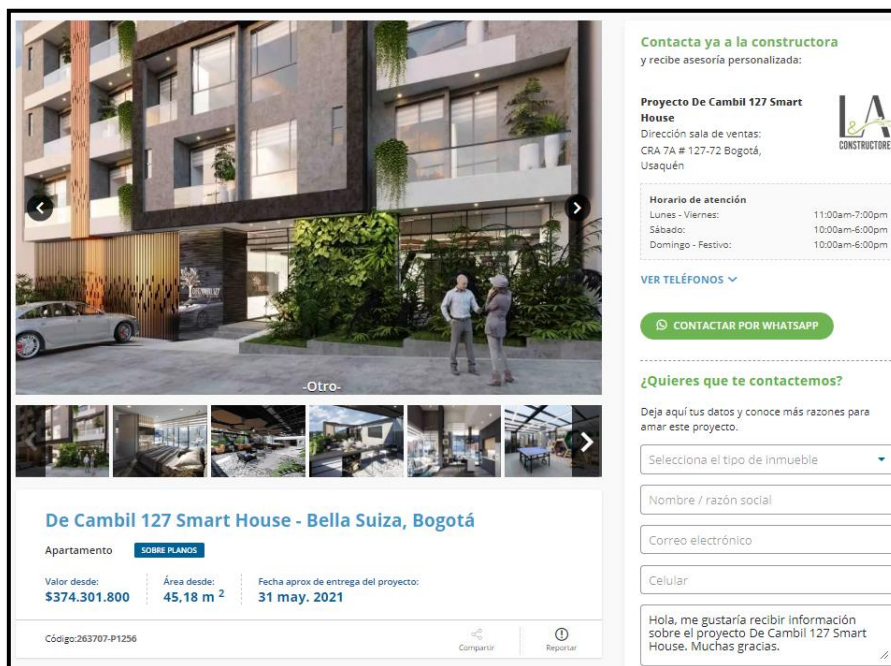 -Otro-
De Cambil 127 Smart House - Bella Suiza, Bogotá
Apartamento
SOBRE PLANOS
Valor desde:
$374.301.800
Área desde:
45,18 m 2
Fecha aprox de entrega del proyecto:
31 may. 2021
Código:263707-P1256
Compartir
Reportar
Contacta ya a la constructora
y recibe asesoría personalizada:
Proyecto De Cambil 127 Smart
House
Dirección sala de ventas:
CRA 7A # 127-72 Bogotá,
Usaquén
L&A
CONSTRUCTORE
Horario de atención
Lunes - Viernes: 11:00am-7:00pm
Sábado: 10:00am-6:00pm
Domingo - Festivo: 10:00am-6:00pm
VER TELÉFONOS
CONTACTAR POR WHATSAPP
¿Quieres que te contactemos?
Deja aquí tus datos y conoce más razones para
amar este proyecto.
Selecciona el tipo de inmueble
Nombre / razón social
Correo electrónico
Celular
Hola, me gustaría recibir información
sobre el proyecto De Cambil 127 Smart
House. Muchas gracias.